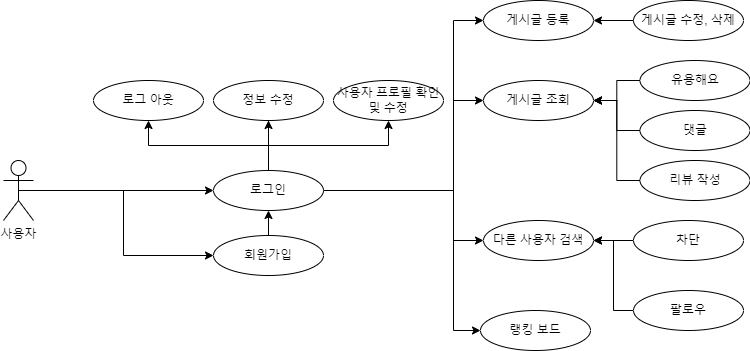 게시글 등록
게시글 수정, 삭제
유용해요
로그 아웃
정보 수정
사용자 프로필 확인
및 수정
게시글 조회
댓글
리뷰 작성
로그인
사용자
회원가입
다른 사용자 검색
차단
팔로우
랭킹 보드